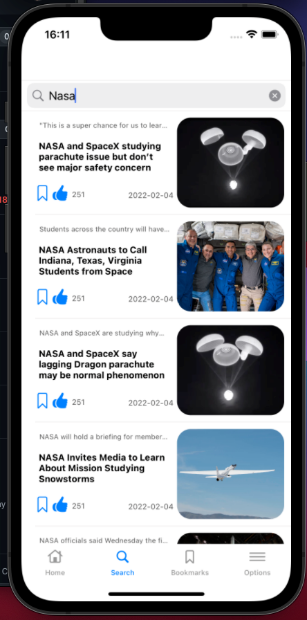 16:11
Nasa
"This is a super chance for us to lear...
NASA and SpaceX studying
parachute issue but don't
see major safety concern
251
2022-02-04
Students across the country will have...
NASA Astronauts to Call
Indiana, Texas, Virginia
Students from Space
251
2022-02-04
NASA and SpaceX are studying why...
NASA and SpaceX say
lagging Dragon parachute
may be normal phenomenon
251
2022-02-04
NASA will hold a briefing for member...
NASA Invites Media to Learn
About Mission Studying
Snowstorms
251
2022-02-04
NASA officials said Wednesday the fi...
Home
Search
Bookmarks
Options